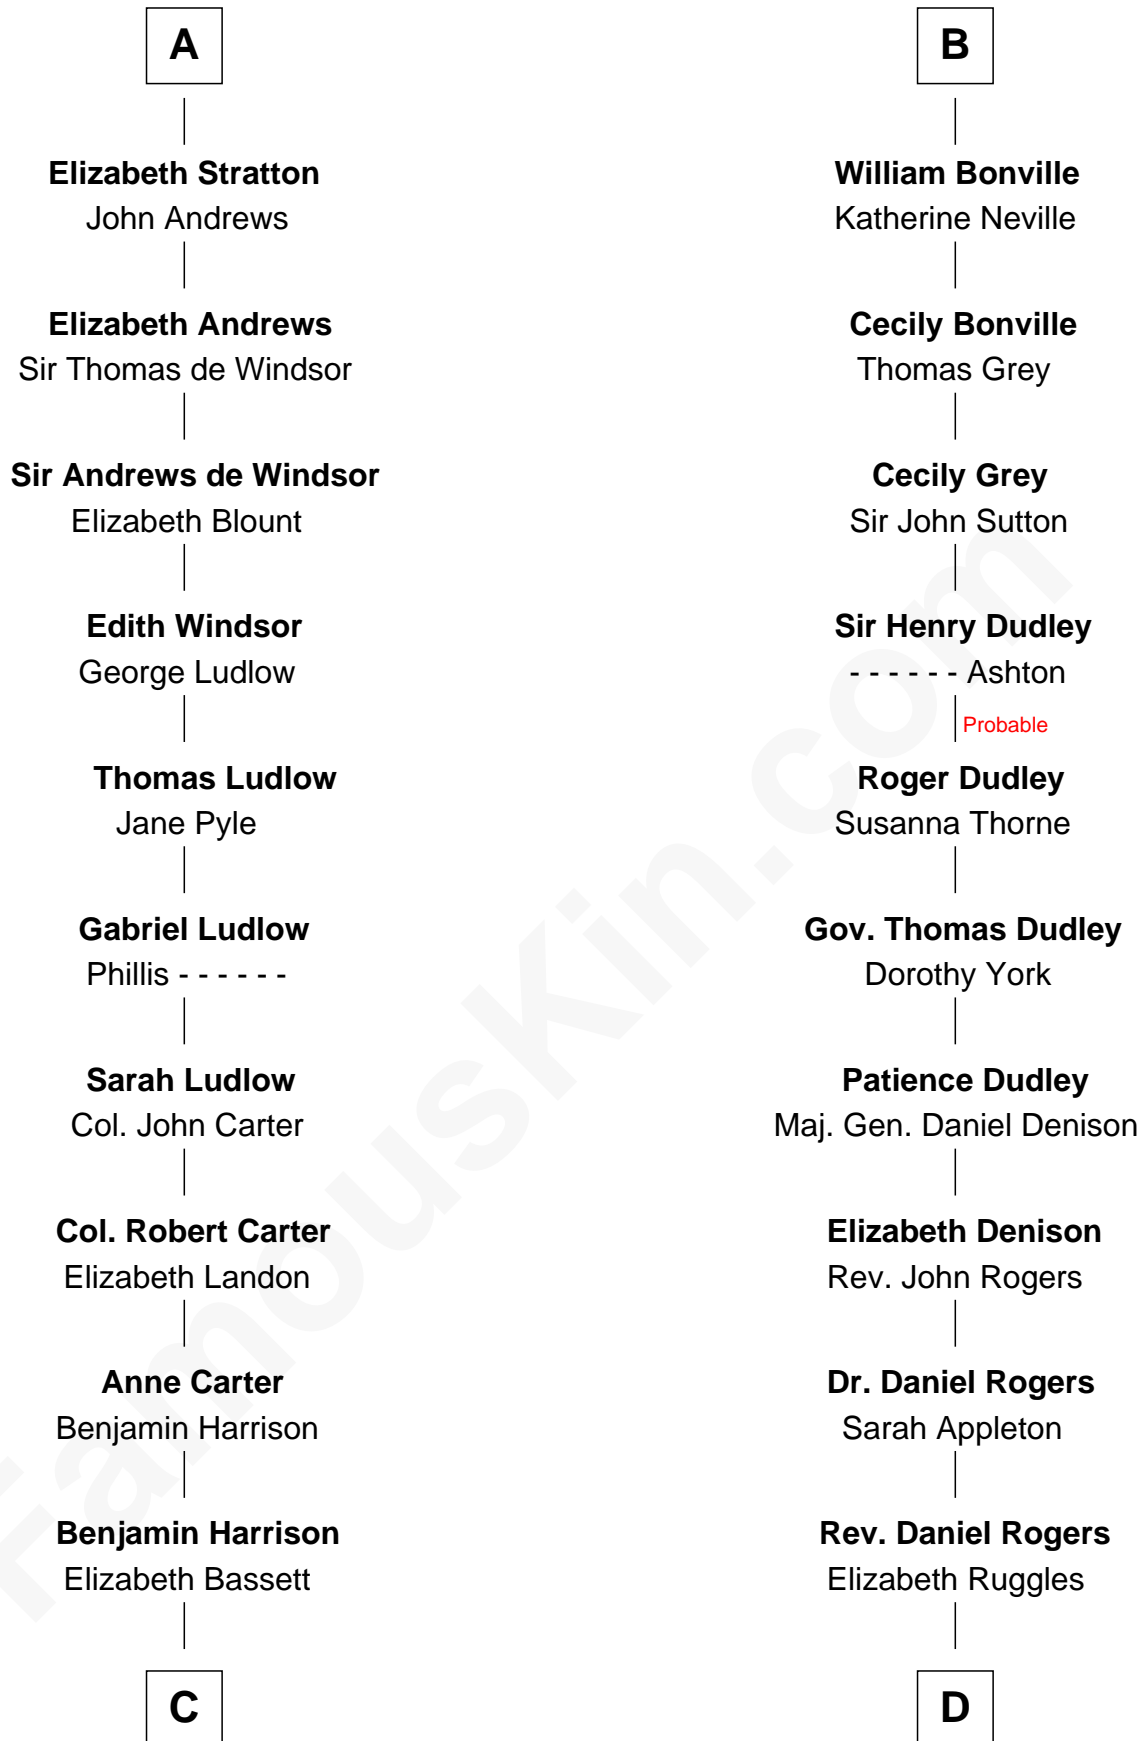 A
Elizabeth Stratton
John Andrews
Elizabeth Andrews
Sir Thomas de Windsor
Sir Andrews de Windsor
Elizabeth Blount
Edith Windsor
George Ludlow
Thomas Ludlow
Jane Pyle
Gabriel Ludlow
Phillis - - - - - -
Sarah Ludlow
Col. John Carter
Col. Robert Carter
Elizabeth Landon
Anne Carter
Benjamin Harrison
Benjamin Harrison
Elizabeth Bassett
C
B
William Bonville
Katherine Neville
Cecily Bonville
Thomas Grey
Cecily Grey
Sir John Sutton
Sir Henry Dudley
- - - - - - Ashton
Probable
Roger Dudley
Susanna Thorne
Gov. Thomas Dudley
Dorothy York
Patience Dudley
Maj. Gen. Daniel Denison
Elizabeth Denison
Rev. John Rogers
Dr. Daniel Rogers
Sarah Appleton
Rev. Daniel Rogers
Elizabeth Ruggles
D
FamousKin.com